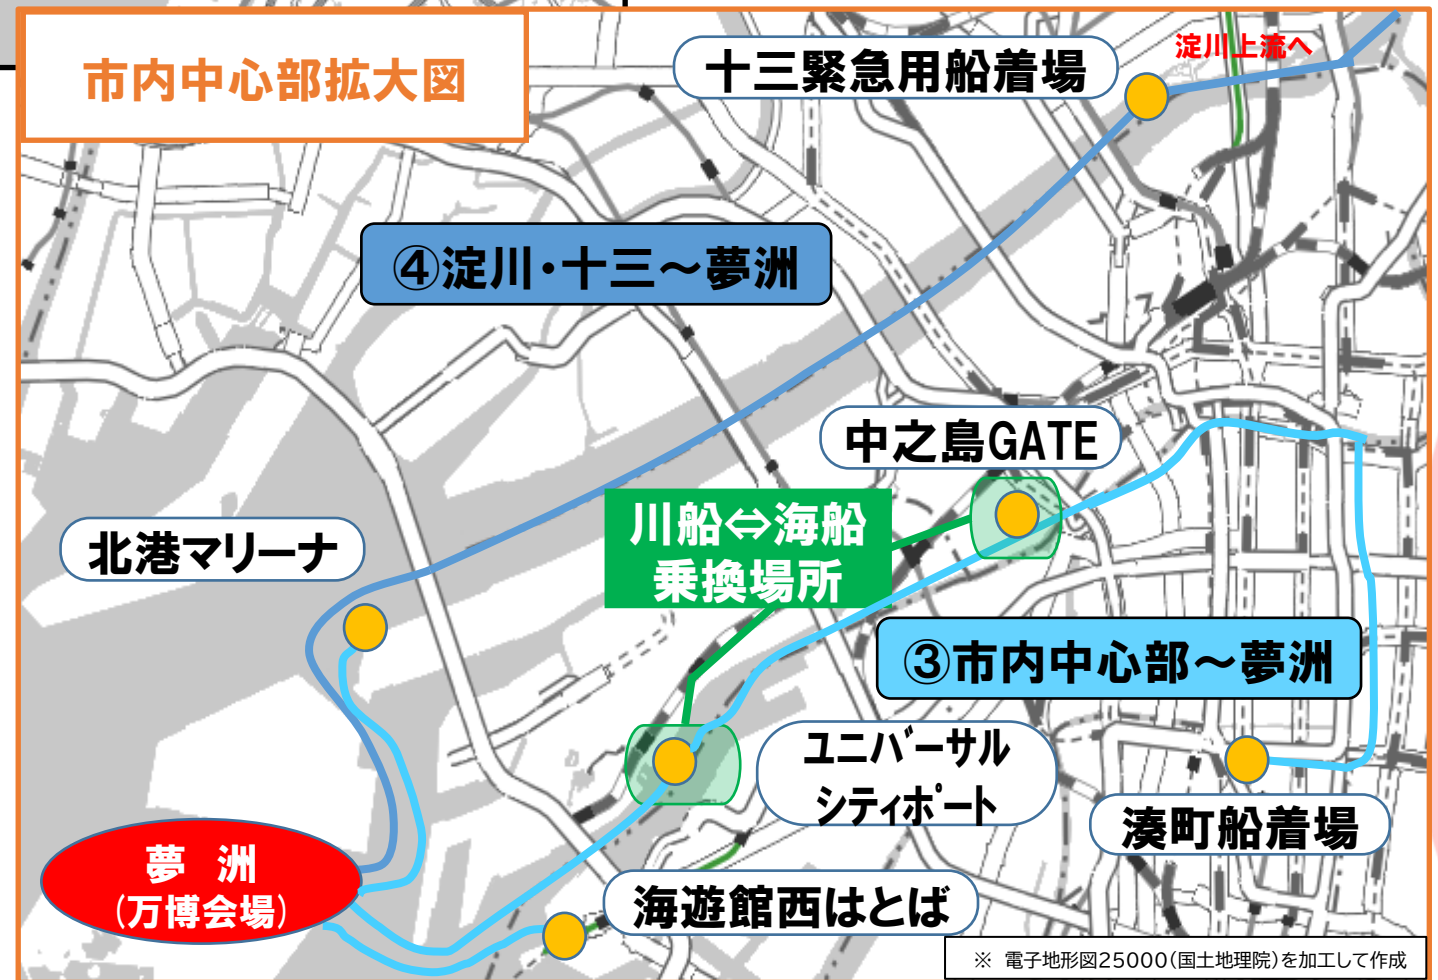 市内中心部拡大図
十三緊急用船着場
淀川上流へ
④淀川・十三～夢洲
中之島GATE
川船⇔海船
乗換場所
北港マリーナ
③市内中心部～夢洲
ユニバーサル
シティポート
湊町船着場
夢 洲
(万博会場)
海遊館西はとば
※ 電子地形図25000(国土地理院)を加工して作成